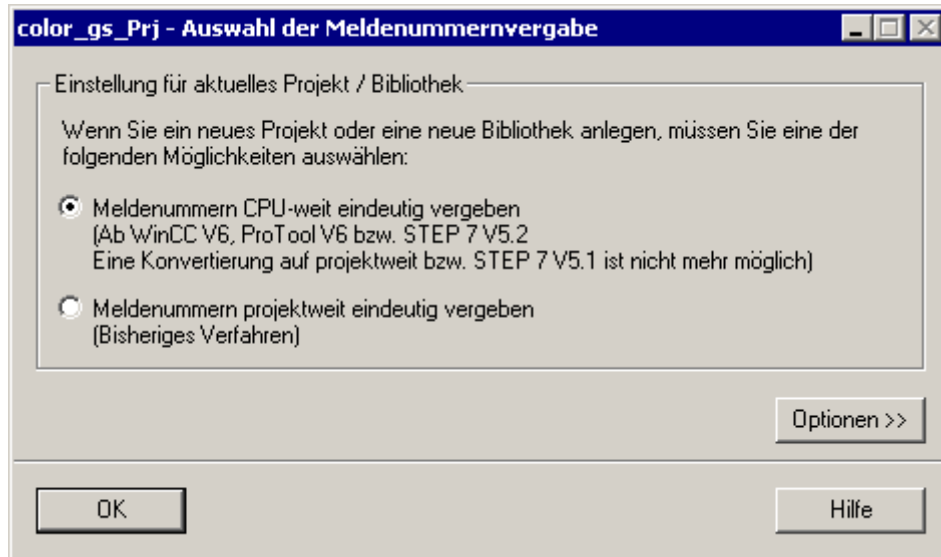 color_gs_Prj - Auswahl der Meldenummernvergabe
Einstellung für aktuelles Projekt / Bibliothek
Wenn Sie ein neues Projekt oder eine neue Bibliothek anlegen, müssen Sie eine der
folgenden Möglichkeiten auswählen:
Meldenummern CPU-weit eindeutig vergeben
(Ab WinCC V6, ProTool V6 bzw. STEP 7 V5.2
Eine Konvertierung auf projektweit bzw. STEP 7 V5.1 ist nicht mehr möglich)
Meldenummern projektweit eindeutig vergeben
(Bisheriges Verfahren)
Optionen >>
OK
Hilfe